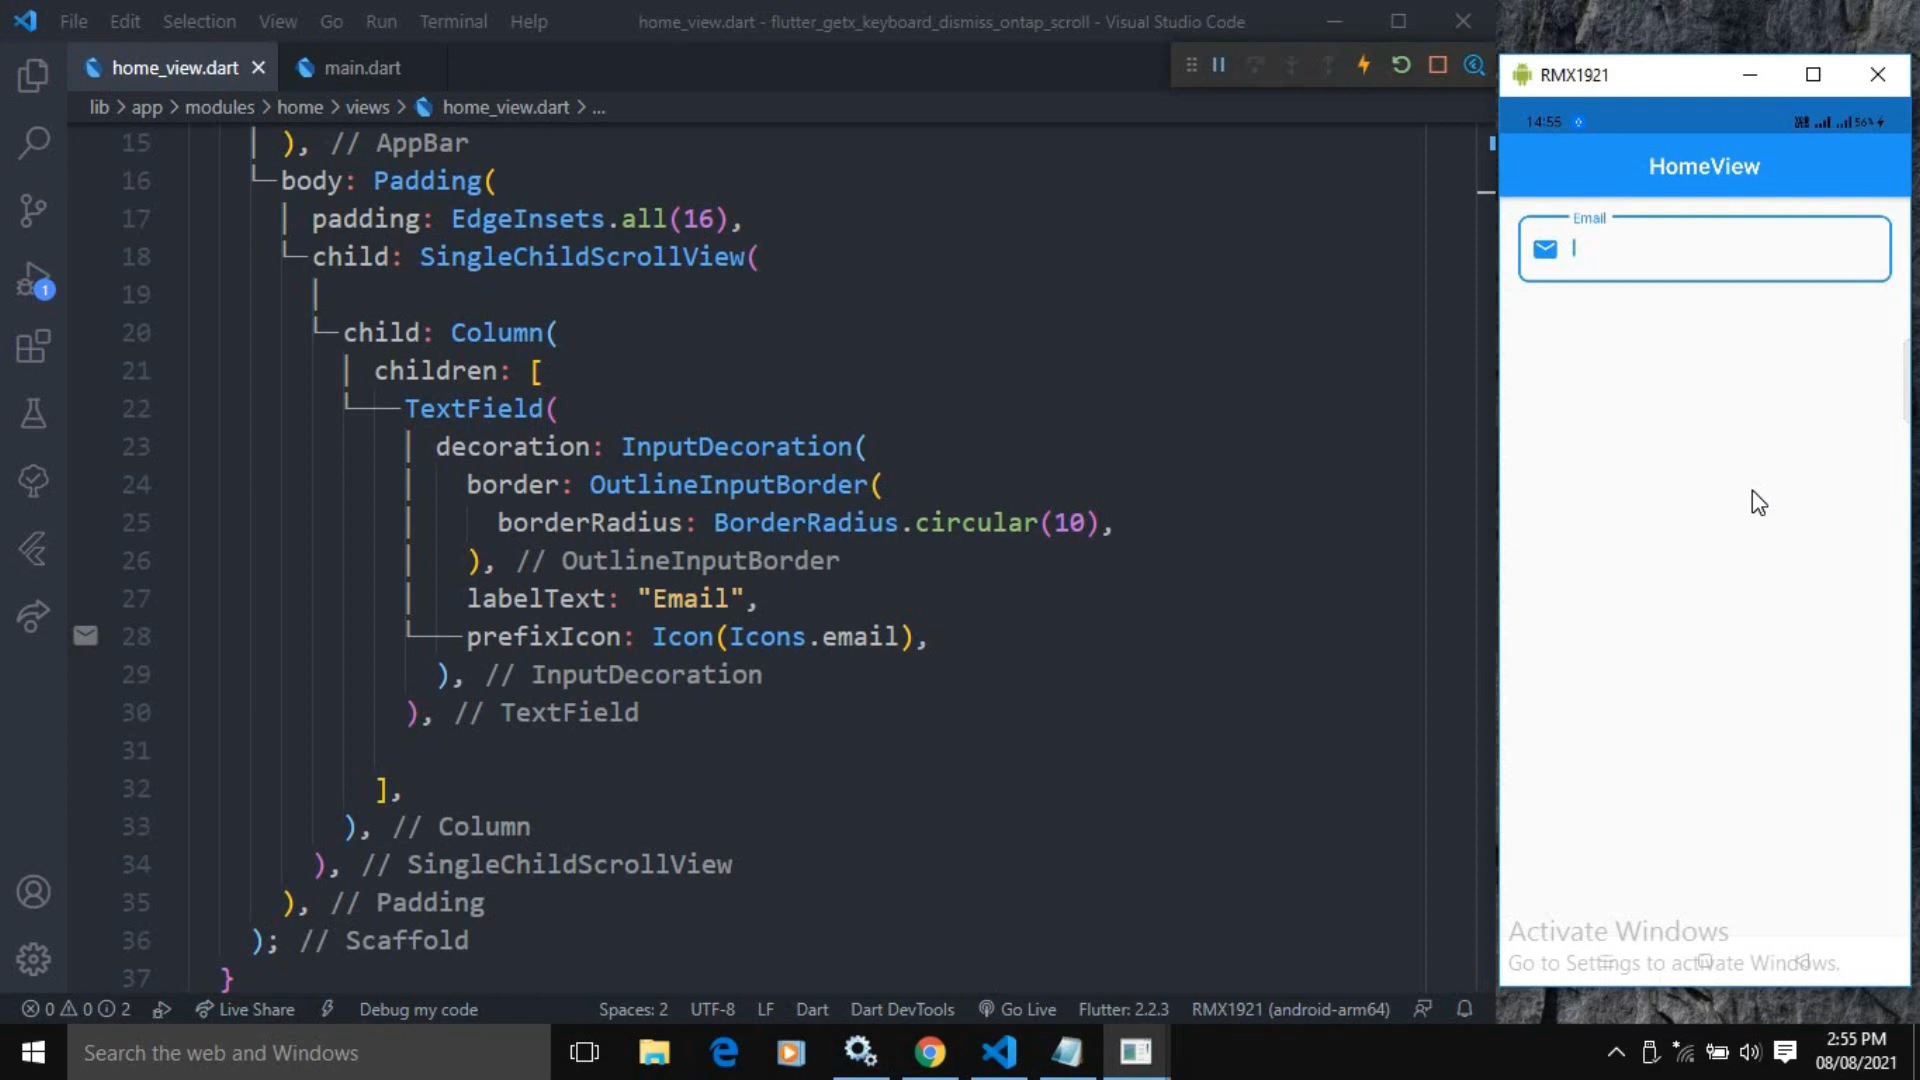 File Edit Selection View Go Run Terminal Help
home_view.dart - flutter_getx_keyboard_dismiss_ontap_scroll - Visual Studio Code
home_view.dart
main.dart
lib > app > modules > home > views > home_view.dart > ...
15 ), // AppBar
16 body: Padding(
17 padding: EdgeInsets.all(16),
18 child: SingleChildScrollView(
19
20 child: Column(
21 children: [
22 TextField(
23 decoration: InputDecoration(
24 border: OutlineInputBorder(
25 borderRadius: BorderRadius.circular(10),
26 ), // OutlineInputBorder
27 labelText: "Email",
28 prefixIcon: Icon(Icons.email),
29 ), // InputDecoration
30 ), // TextField
31
32 ],
33 ), // Column
34 ), // SingleChildScrollView
35 ), // Padding
36 ); // Scaffold
37 }
1
0 0 2 Live Share Debug my code Spaces: 2 UTF-8 LF Dart Dart DevTools Go Live Flutter: 2.2.3 RMX1921 (android-arm64)
RMX1921
14:55 56%
HomeView
Email
Activate Windows
Go to Settings to activate Windows.
Search the web and Windows
2:55 PM
08/08/2021